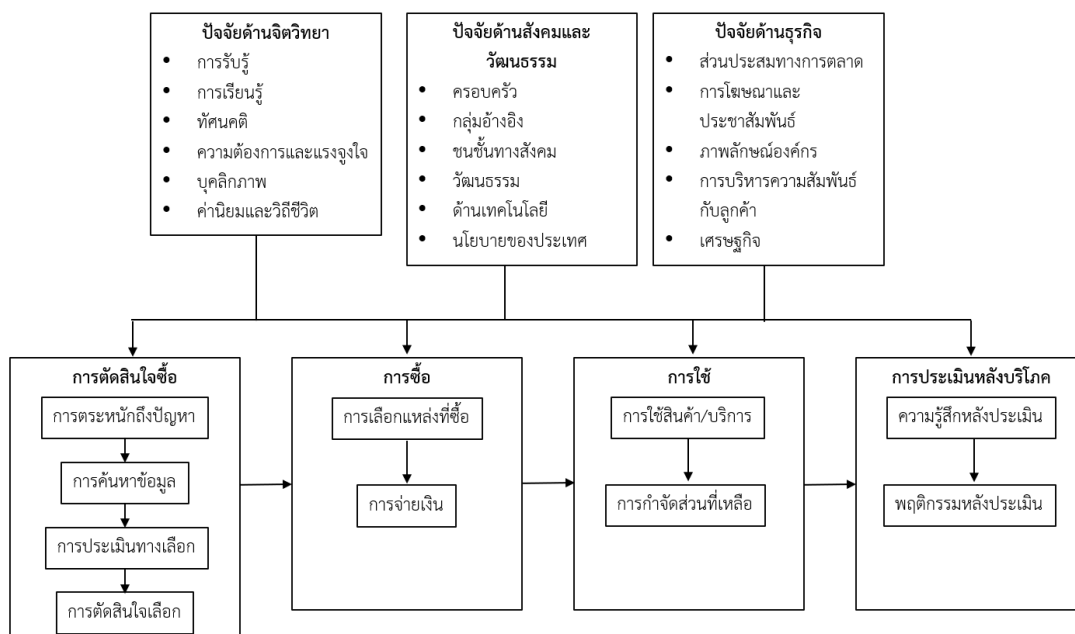 ปัจจัยด้านจิตวิทยา
• การรับรู้
• การเรียนรู้
• ทัศนคติ
• ความต้องการและแรงจูงใจ
• บุคลิกภาพ
• ค่านิยมและวิถีชีวิต
ปัจจัยด้านสังคมและ
วัฒนธรรม
• ครอบครัว
• กลุ่มอ้างอิง
• ชนชั้นทางสังคม
• วัฒนธรรม
• ด้านเทคโนโลยี
• นโยบายของประเทศ
ปัจจัยด้านธุรกิจ
• ส่วนประสมทางการตลาด
• การโฆษณาและ
ประชาสัมพันธ์
• ภาพลักษณ์องค์กร
• การบริหารความสัมพันธ์
กับลูกค้า
• เศรษฐกิจ
การตัดสินใจซื้อ
การตระหนักถึงปัญหา
การค้นหาข้อมูล
การประเมินทางเลือก
การตัดสินใจเลือก
การซื้อ
การเลือกแหล่งที่ซื้อ
การจ่ายเงิน
การใช้
การใช้สินค้า/บริการ
การกำจัดส่วนที่เหลือ
การประเมินหลังบริโภค
ความรู้สึกหลังประเมิน
พฤติกรรมหลังประเมิน